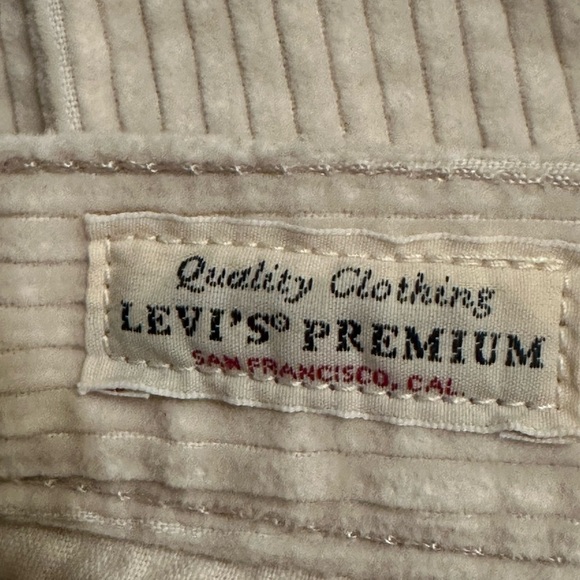 Quality Clothing
LEVI'S® PREMIUM
SAN FRANCISCO, CAL.